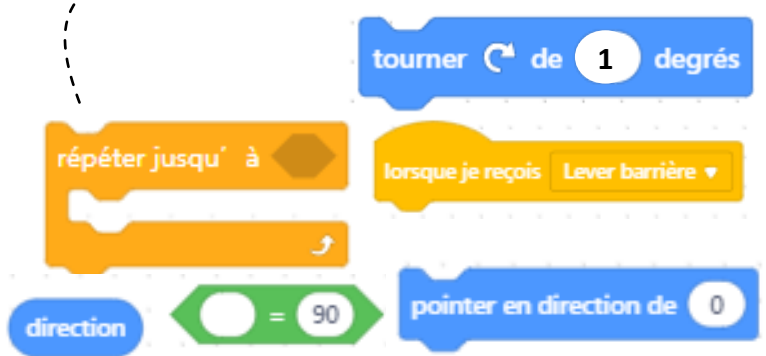 tourner de 1 degrés
répéter jusqu' à
lorsque je reçois Lever barrière
direction
= 90
pointer en direction de 0